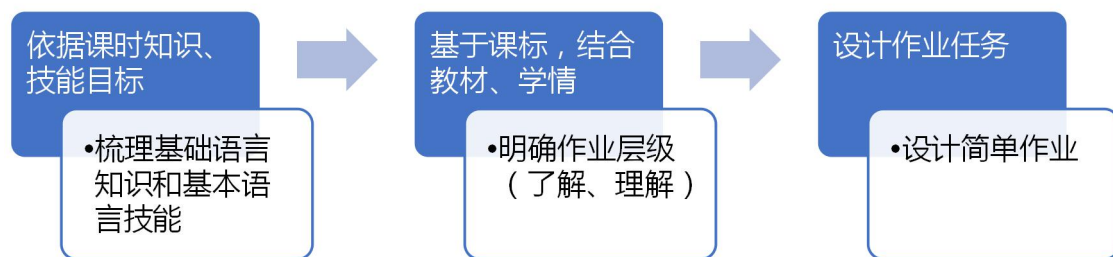 依据课时知识、
技能目标
•梳理基础语言
知识和基本语
言技能
基于课标，结合
教材、学情
•明确作业层级
（了解、理解）
设计作业任务
•设计简单作业